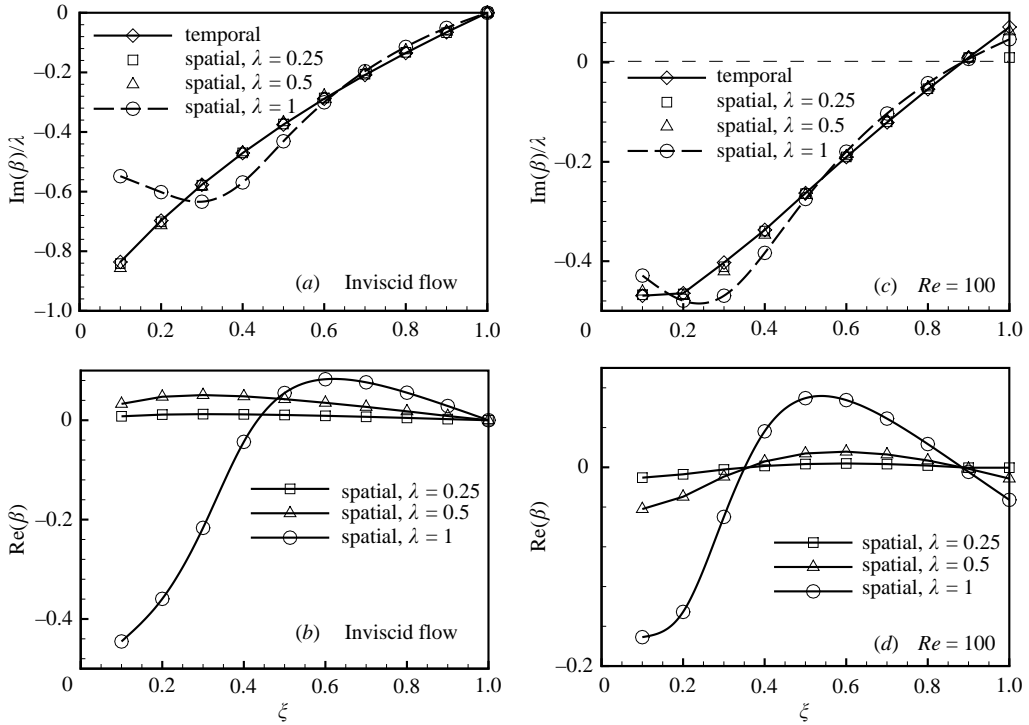 0
−0.2
−0.4
−0.6
−0.8
−1.0
Im(β)/λ
temporal
spatial, λ = 0.25
spatial, λ = 0.5
spatial, λ = 1
(a) Inviscid flow
0 0.2 0.4 0.6 0.8 1.0
ξ
0
−0.2
−0.4
Im(β)/λ
temporal
spatial, λ = 0.25
spatial, λ = 0.5
spatial, λ = 1
(c) Re = 100
0 0.2 0.4 0.6 0.8 1.0
ξ
0
−0.2
−0.4
Re(β)
spatial, λ = 0.25
spatial, λ = 0.5
spatial, λ = 1
(b) Inviscid flow
0 0.2 0.4 0.6 0.8 1.0
ξ
0
−0.2
Re(β)
spatial, λ = 0.25
spatial, λ = 0.5
spatial, λ = 1
(d) Re = 100
0 0.2 0.4 0.6 0.8 1.0
ξ